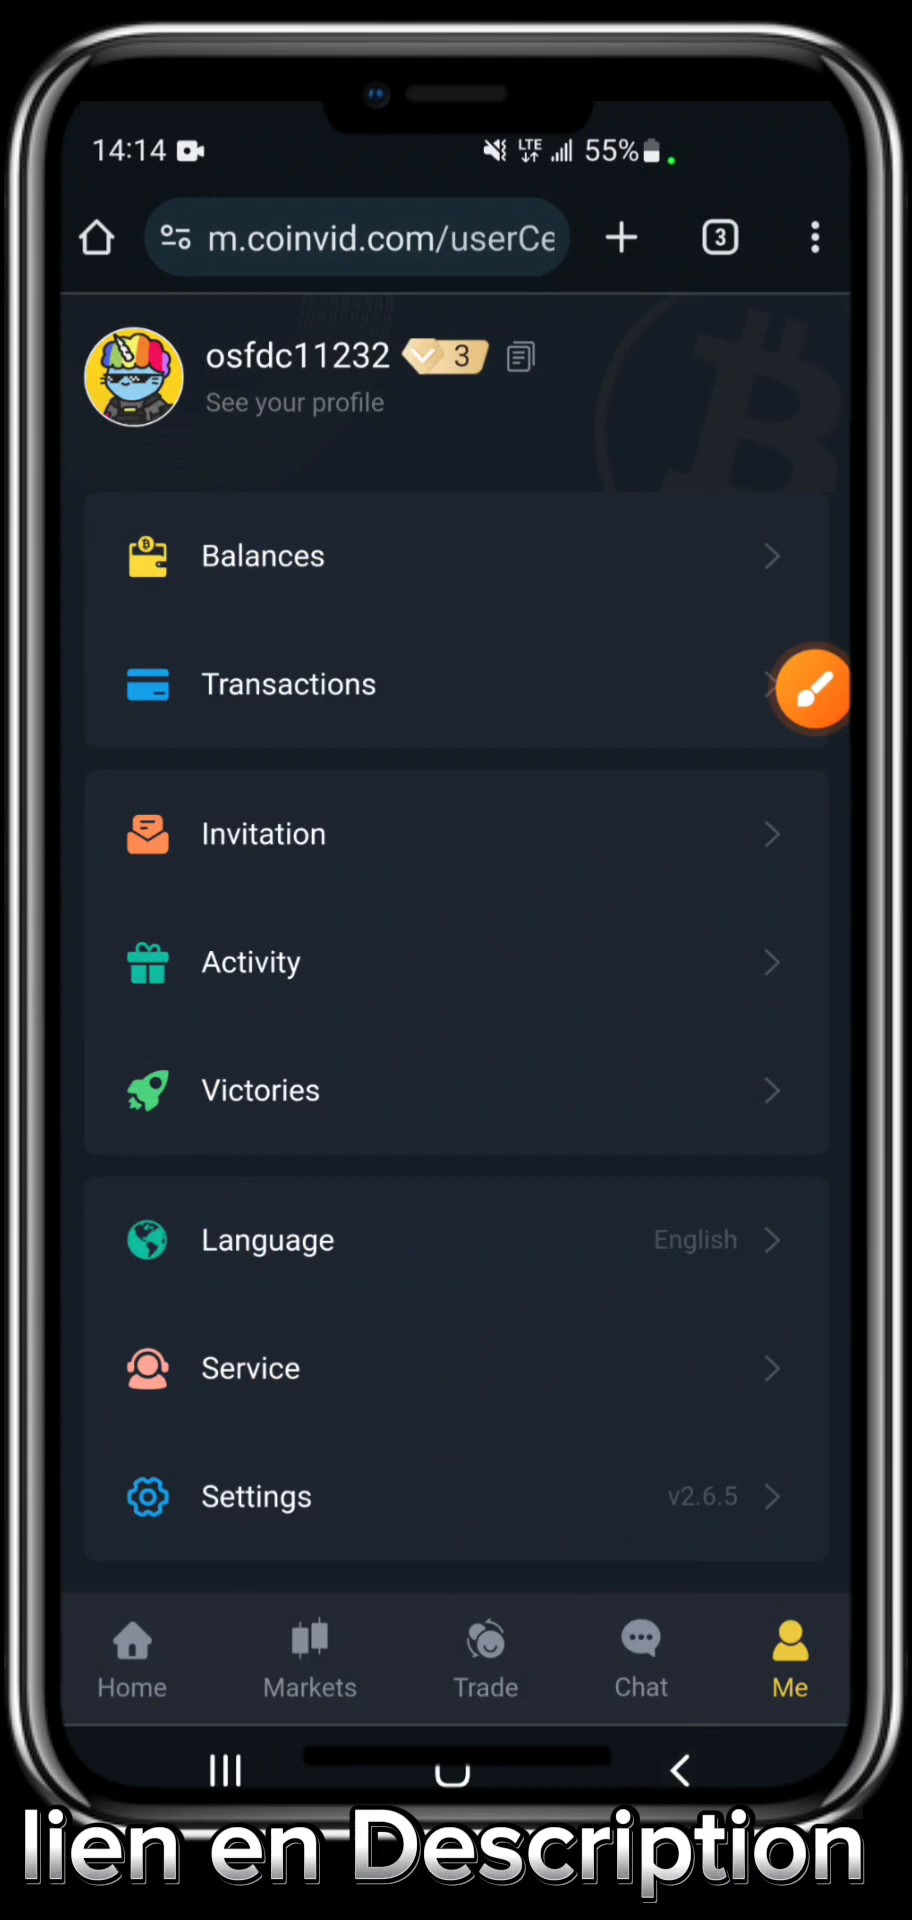 14:14 LTE 55%
m.coinvid.com/userCe
3
osfdc11232 3
See your profile
Balances
Transactions
Invitation
Activity
Victories
Language English
Service
Settings v2.6.5
Home Markets Trade Chat Me
lien en Description